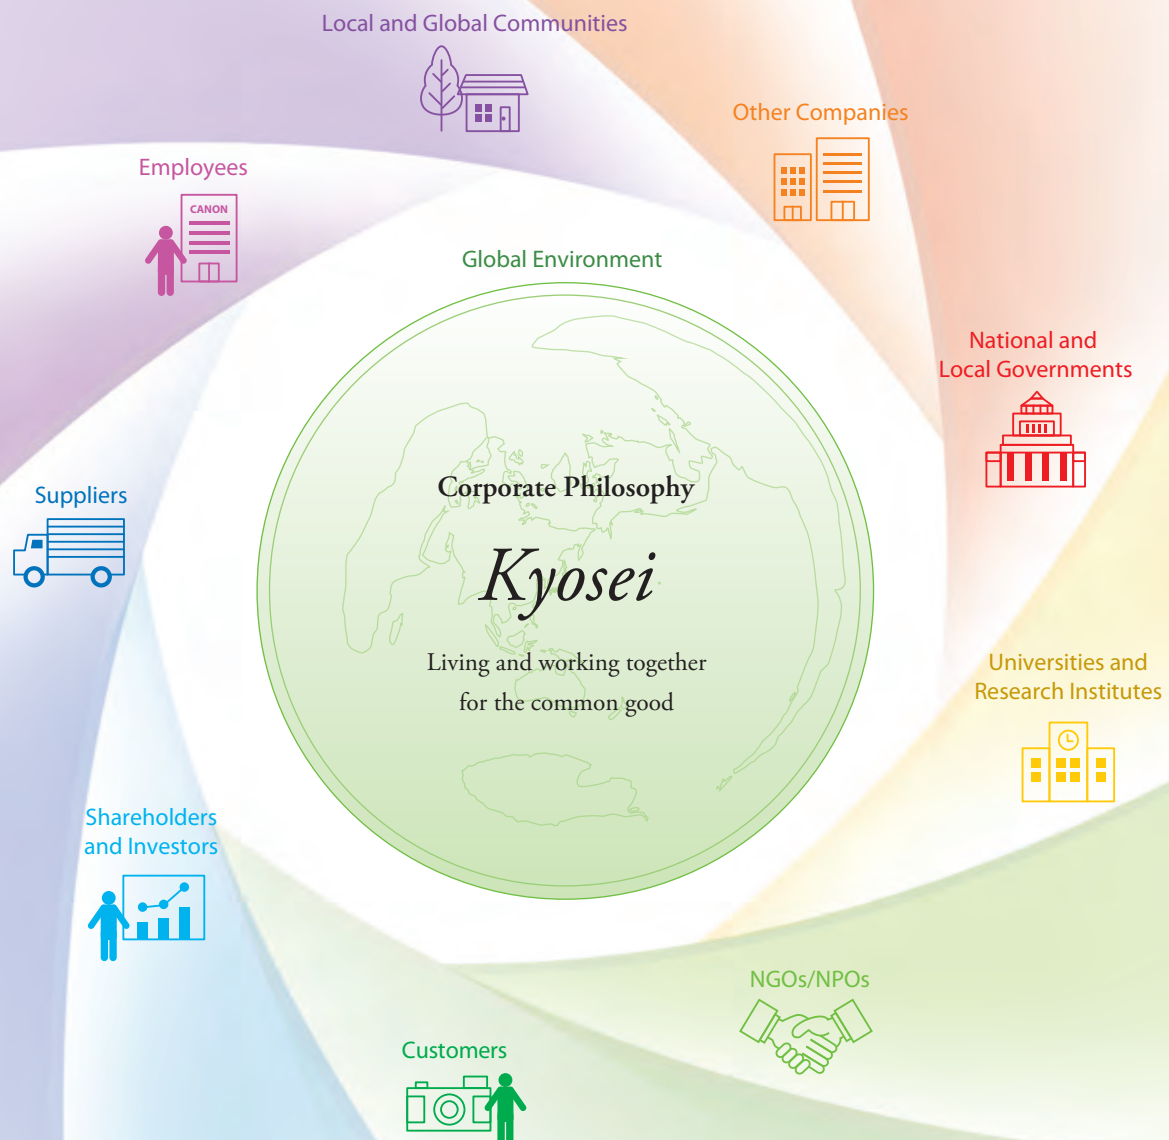 Local and Global Communities
Other Companies
Employees
CANON
Global Environment
National and
Local Governments
Corporate Philosophy
Suppliers
Kyosei
Living and working together
for the common good
Universities and
Research Institutes
Shareholders
and Investors
NGOs/NPOs
Customers